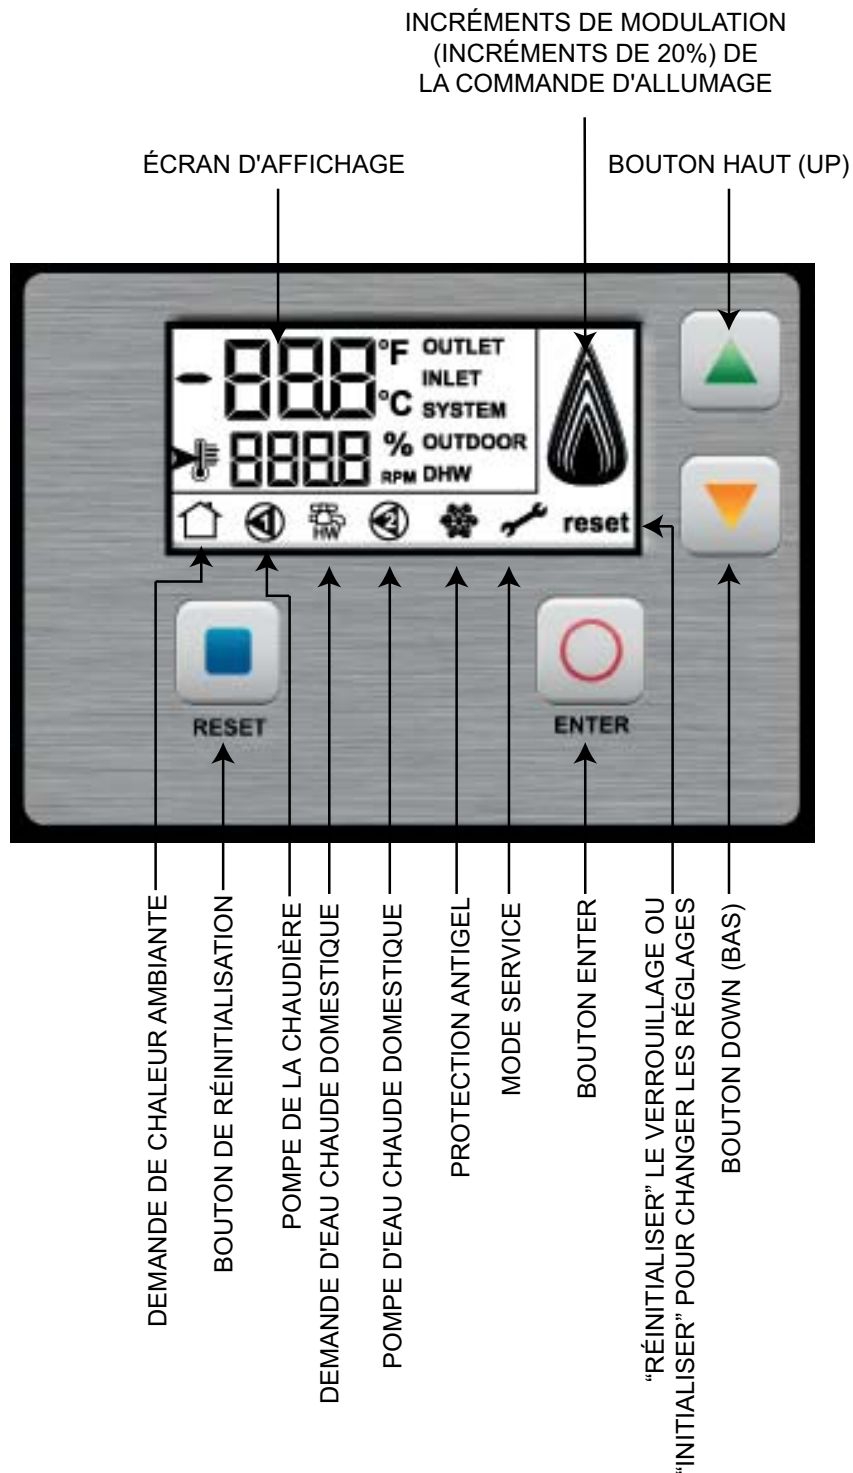 INCRÉMENTS DE MODULATION
(INCRÉMENTS DE 20%) DE
LA COMMANDE D'ALLUMAGE
ÉCRAN D'AFFICHAGE
BOUTON HAUT (UP)
888 °F OUTLET
INLET
°C SYSTEM
8888 % OUTDOOR
RPM DHW
1 HW 2 reset
RESET
ENTER
DEMANDE DE CHALEUR AMBIANTE
BOUTON DE RÉINITIALISATION
POMPE DE LA CHAUDIÈRE
DEMANDE D'EAU CHAUDE DOMESTIQUE
POMPE D'EAU CHAUDE DOMESTIQUE
PROTECTION ANTIGEL
MODE SERVICE
BOUTON ENTER
“RÉINITIALISER” LE VERROUILLAGE OU
“INITIALISER” POUR CHANGER LES RÉGLAGES
BOUTON DOWN (BAS)